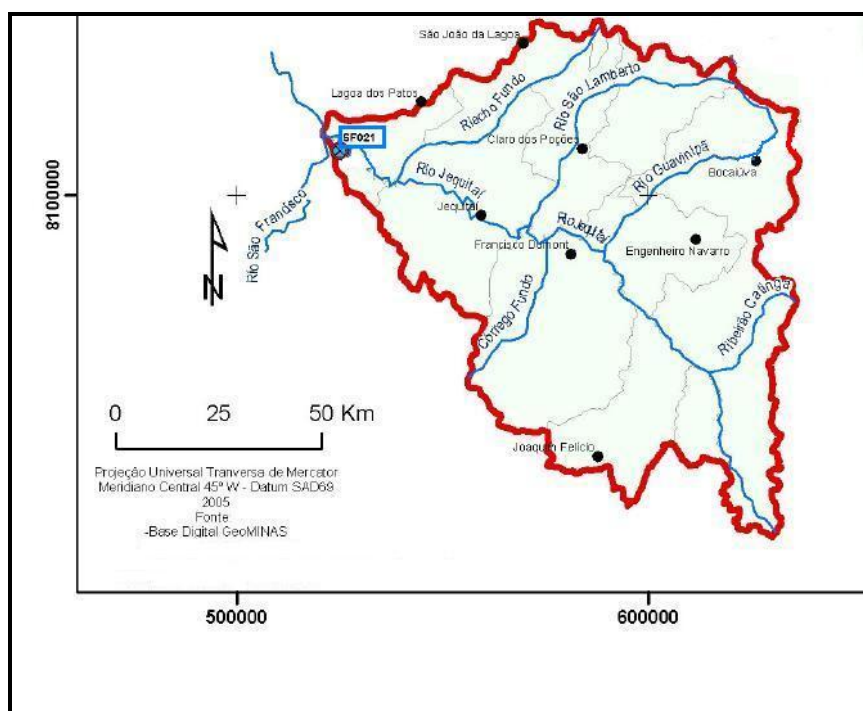 São João da Lagoa
Lagoa dos Patos
Riacho Fundo
Rio São Lamberto
SF021
Claro dos Poções
Rio Guavinipã
Bocaiúva
Rio Jequitaí
8100000
Rio São Francisco
Jequitaí
Rio Jequitaí
Francisco Dumont
Engenheiro Navarro
N
Córrego Fundo
Ribeirão Catinga
0 25 50 Km
Joaquim Felício
Projeção Universal Tranversa de Mercator
Meridiano Central 45º W - Datum SAD69
2005
Fonte
-Base Digital GeoMINAS
500000 600000